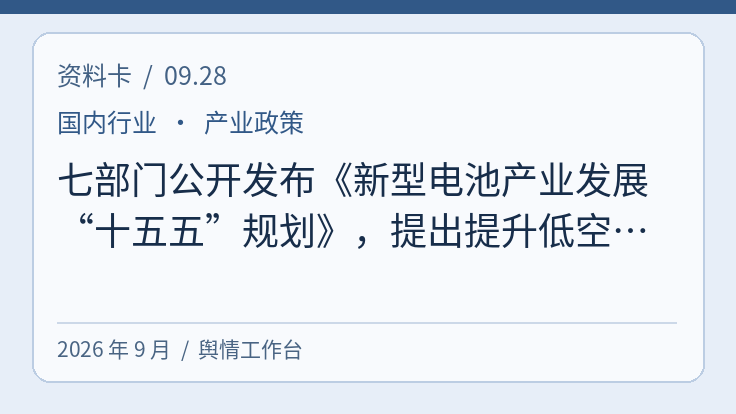 资料卡 / 09.28
国内行业 · 产业政策
七部门公开发布《新型电池产业发展
“十五五”规划》，提出提升低空…
2026 年 9 月 / 舆情工作台